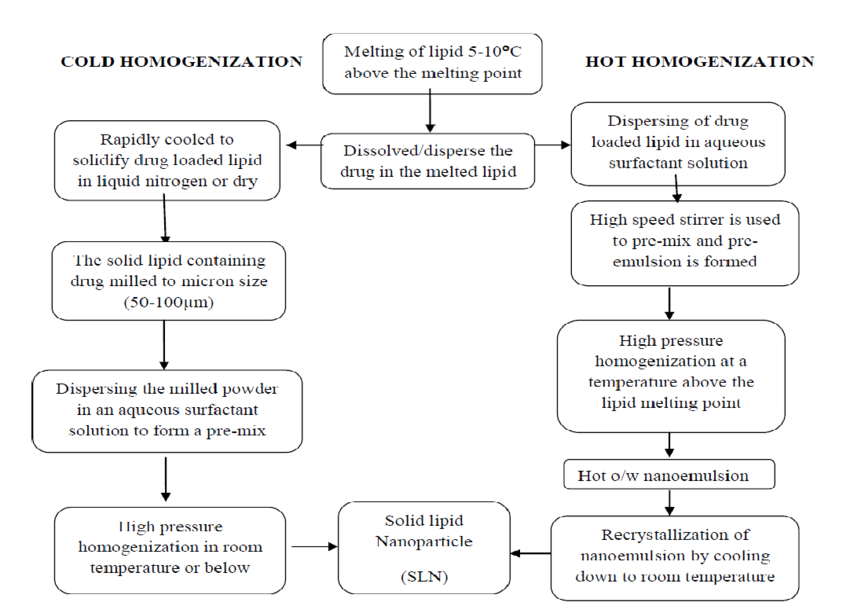 COLD HOMOGENIZATION
Melting of lipid 5-10°C
above the melting point
HOT HOMOGENIZATION
Rapidly cooled to
solidify drug loaded lipid
in liquid nitrogen or dry
Dissolved/disperse the
drug in the melted lipid
Dispersing of drug
loaded lipid in aqueous
surfactant solution
The solid lipid containing
drug milled to micron size
(50-100µm)
High speed stirrer is used
to pre-mix and pre-
emulsion is formed
Dispersing the milled powder
in an aqueous surfactant
solution to form a pre-mix
High pressure
homogenization at a
temperature above the
lipid melting point
Hot o/w nanoemulsion
High pressure
homogenization in room
temperature or below
Solid lipid
Nanoparticle
(SLN)
Recrystallization of
nanoemulsion by cooling
down to room temperature